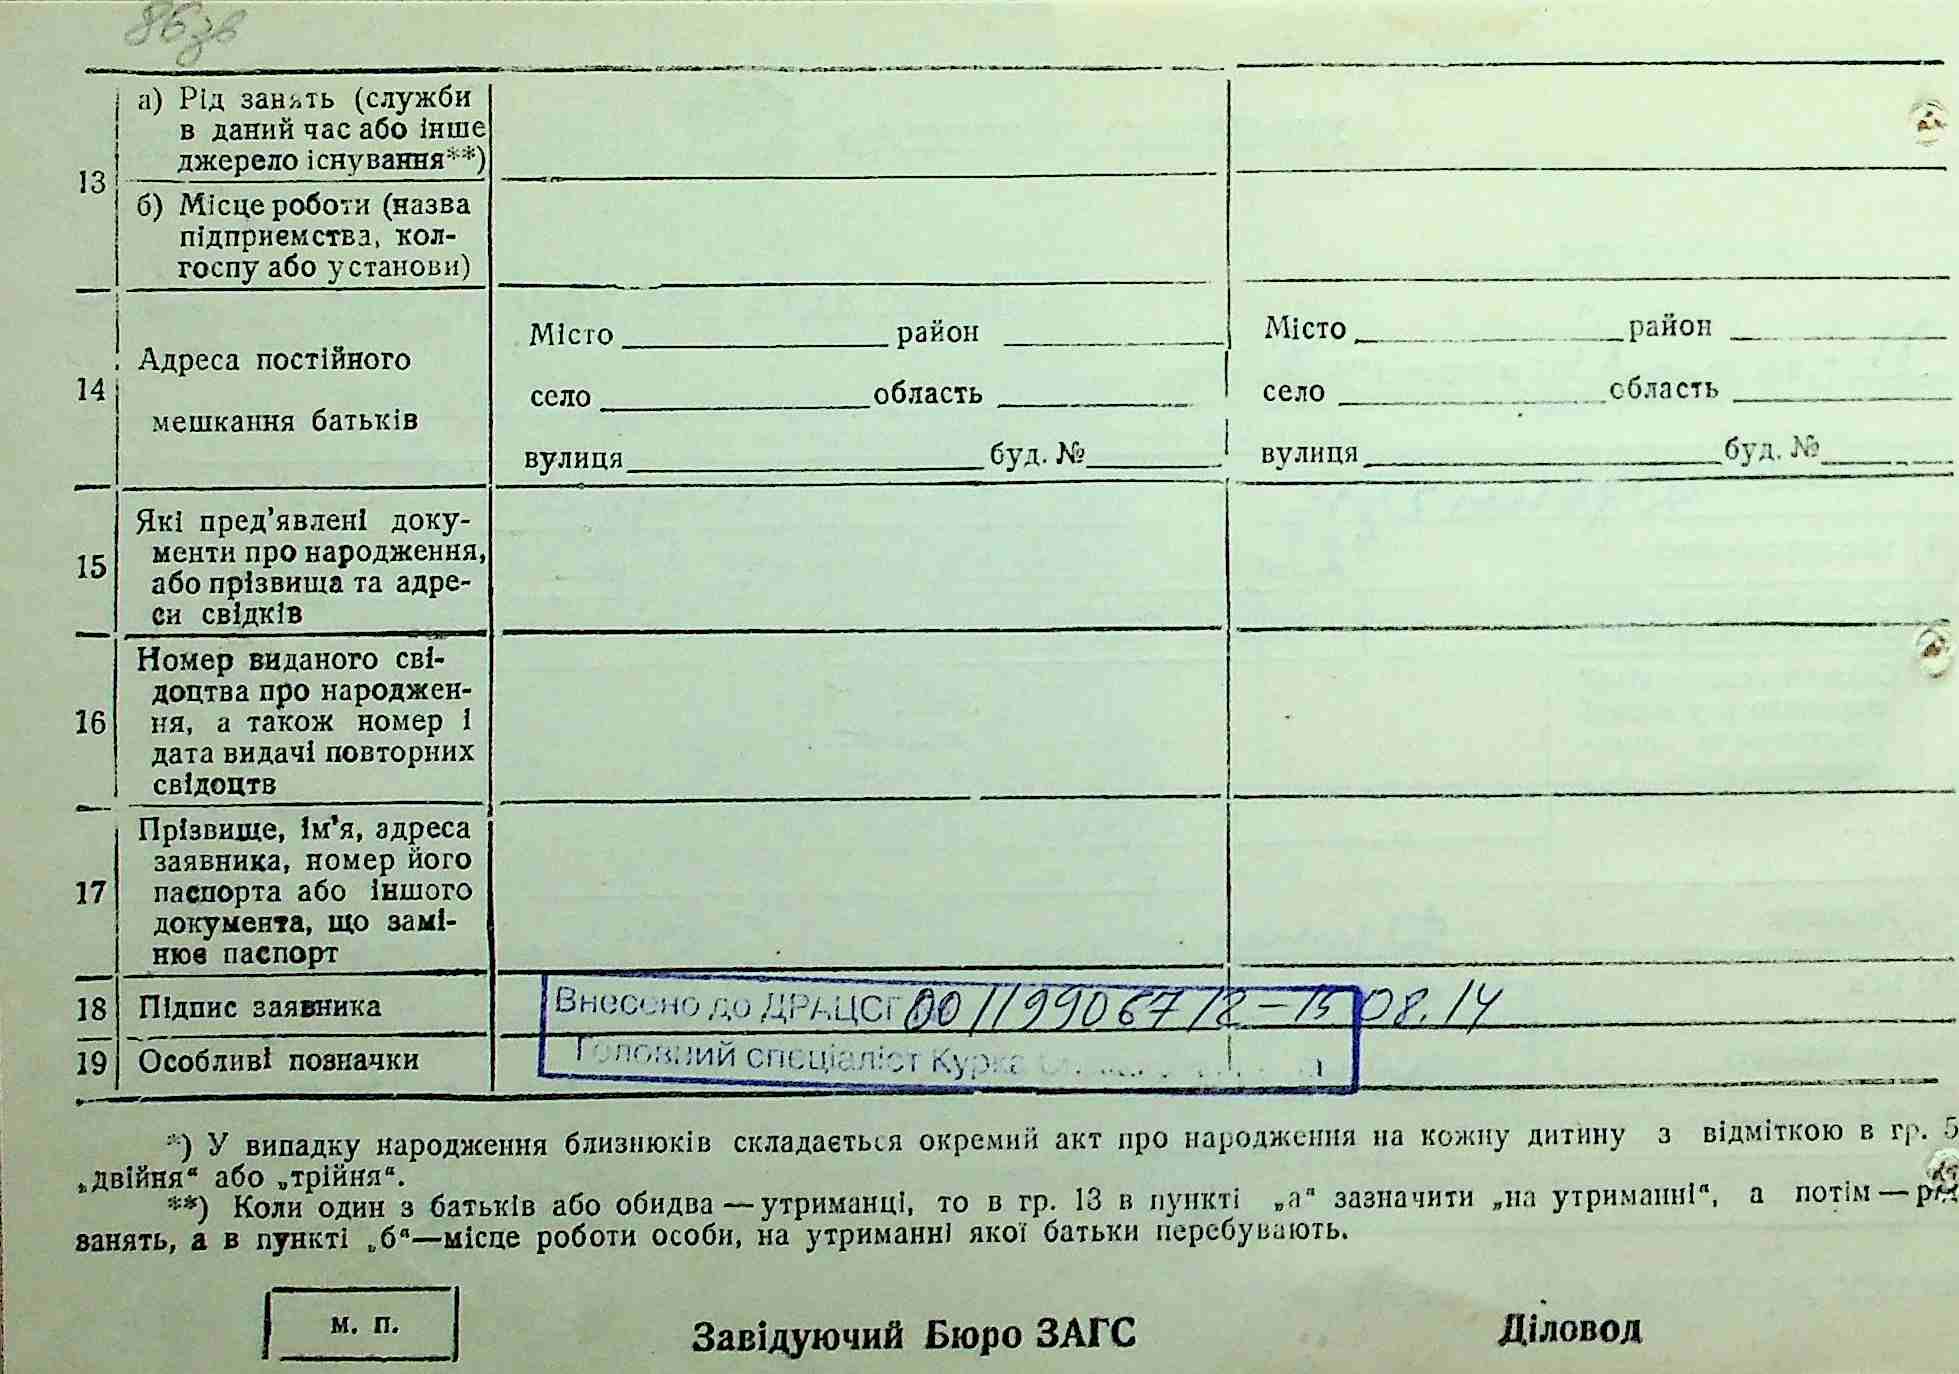 86зв
а) Рід занять (служби
в даний час або інше
джерело існування**)
13
б) Місце роботи (назва
підприємства, кол-
госпу або установи)
Місто район Місто район
Адреса постійного
14
село область село область
мешкання батьків
вулиця буд. № вулиця буд. №
Які пред'явлені доку-
менти про народження,
15
або прізвища та адре-
си свідків
Номер виданого сві-
доцтва про народжен-
16 ня, а також номер і
дата видачі повторних
свідоцтв
Прізвище, ім'я, адреса
заявника, номер його
17 паспорта або іншого
документа, що замі-
нює паспорт
18 Підпис заявника Внесено до ДРАЦСГ 00119906712-15.08.14
19 Особливі позначки Головний спеціаліст Курка
*) У випадку народження близнюків складається окремий акт про народження на кожну дитину з відміткою в гр. 5
„двійня“ або „трійня“.
**) Коли один з батьків або обидва — утриманці, то в гр. 13 в пункті „а“ зазначити „на утриманні“, а потім — рід
занять, а в пункті „б“—місце роботи особи, на утриманні якої батьки перебувають.
м. п.
Завідуючий Бюро ЗАГС Діловод